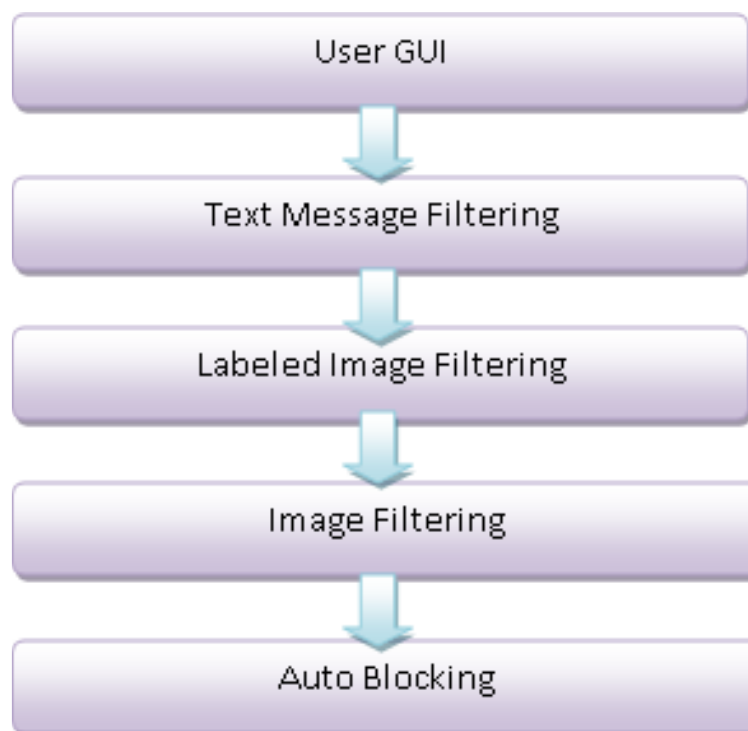 User GUI
Text Message Filtering
Labeled Image Filtering
Image Filtering
Auto Blocking